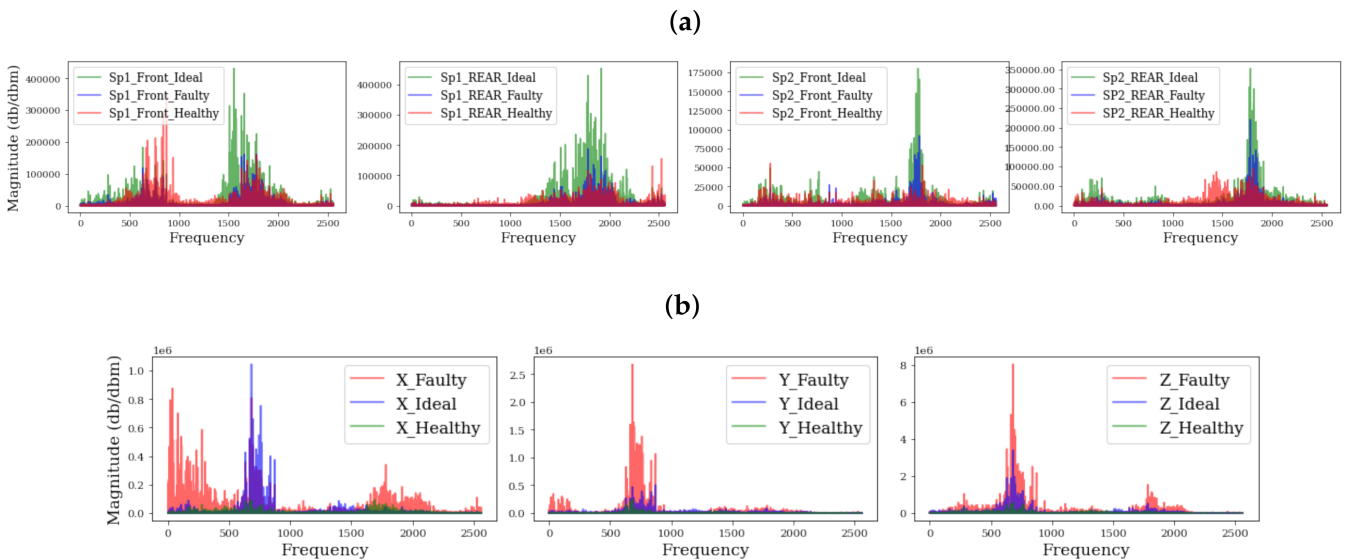 (a)
Magnitude (db/dbm)
400000
300000
200000
100000
0
Sp1_Front_Ideal
Sp1_Front_Faulty
Sp1_Front_Healthy
0 500 1000 1500 2000 2500
Frequency
400000
300000
200000
100000
0
Sp1_REAR_Ideal
Sp1_REAR_Faulty
Sp1_REAR_Healthy
0 500 1000 1500 2000 2500
Frequency
175000
150000
125000
100000
75000
50000
25000
0
Sp2_Front_Ideal
Sp2_Front_Faulty
Sp2_Front_Healthy
0 500 1000 1500 2000 2500
Frequency
350000.00
300000.00
250000.00
200000.00
150000.00
100000.00
50000.00
0.00
Sp2_REAR_Ideal
SP2_REAR_Faulty
SP2_REAR_Healthy
0 500 1000 1500 2000 2500
Frequency
(b)
Magnitude (db/dbm)
1e6
1.0
0.8
0.6
0.4
0.2
0.0
X_Faulty
X_Ideal
X_Healthy
0 500 1000 1500 2000 2500
Frequency
1e6
2.5
2.0
1.5
1.0
0.5
0.0
Y_Faulty
Y_Ideal
Y_Healthy
0 500 1000 1500 2000 2500
Frequency
1e6
8
6
4
2
0
Z_Faulty
Z_Ideal
Z_Healthy
0 500 1000 1500 2000 2500
Frequency